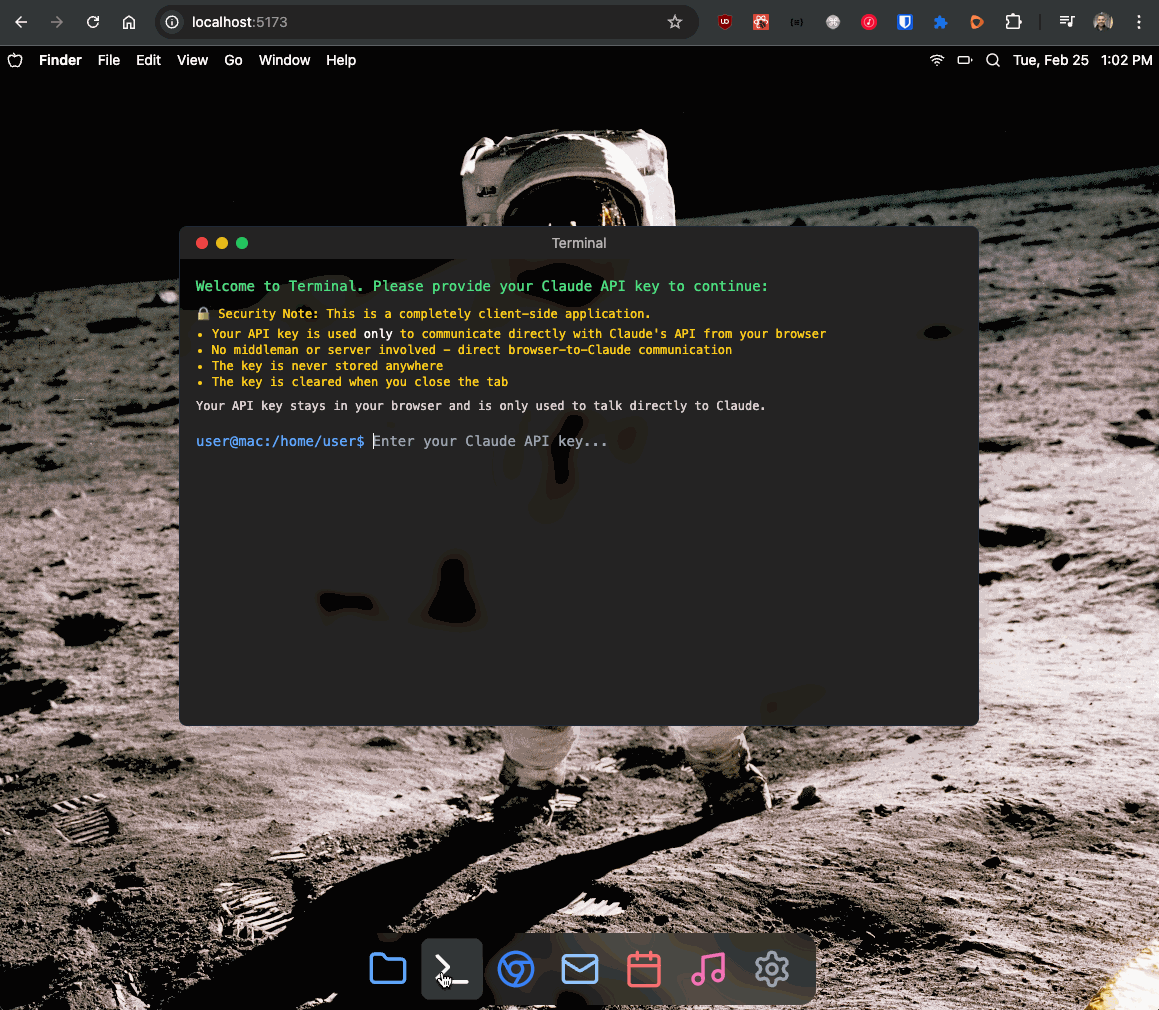 localhost:5173
Finder File Edit View Go Window Help
Tue, Feb 25 1:02 PM
Terminal
Welcome to Terminal. Please provide your Claude API key to continue:
🔒 Security Note: This is a completely client-side application.
• Your API key is used only to communicate directly with Claude's API from your browser
• No middleman or server involved - direct browser-to-Claude communication
• The key is never stored anywhere
• The key is cleared when you close the tab
Your API key stays in your browser and is only used to talk directly to Claude.
user@mac:/home/user$ Enter your Claude API key...